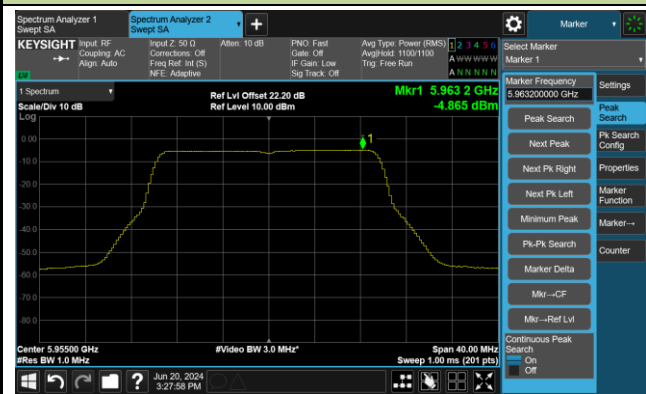 Spectrum Analyzer 1
Swept SA
Spectrum Analyzer 2
Swept SA
+
Marker
KEYSIGHT
Input: RF
Coupling: AC
Align: Auto
Input Z: 50 Ω
Corrections: Off
Freq Ref: Int (S)
NFE: Adaptive
Atten: 10 dB
PNO: Fast
Gate: Off
IF Gain: Low
Sig Track: Off
Avg Type: Power (RMS)
Avg|Hold: 1100/1100
Trig: Free Run
1 2 3 4 5 6
A W W W W W
A N N N N N
Select Marker
Marker 1
LXI
1 Spectrum
Scale/Div 10 dB
Log
Ref Lvl Offset 22.20 dB
Ref Level 10.00 dBm
Mkr1 5.963 2 GHz
-4.865 dBm
1
0.00
-10.0
-20.0
-30.0
-40.0
-50.0
-60.0
-70.0
-80.0
Center 5.95500 GHz
#Res BW 1.0 MHz
#Video BW 3.0 MHz*
Span 40.00 MHz
Sweep 1.00 ms (201 pts)
Marker Frequency
5.963200000 GHz
Peak Search
Next Peak
Next Pk Right
Next Pk Left
Minimum Peak
Pk-Pk Search
Marker Delta
Mkr→CF
Mkr→Ref Lvl
Continuous Peak
Search
On
Off
Settings
Peak
Search
Pk Search
Config
Properties
Marker
Function
Marker→
Counter
?
Jun 20, 2024
3:27:58 PM